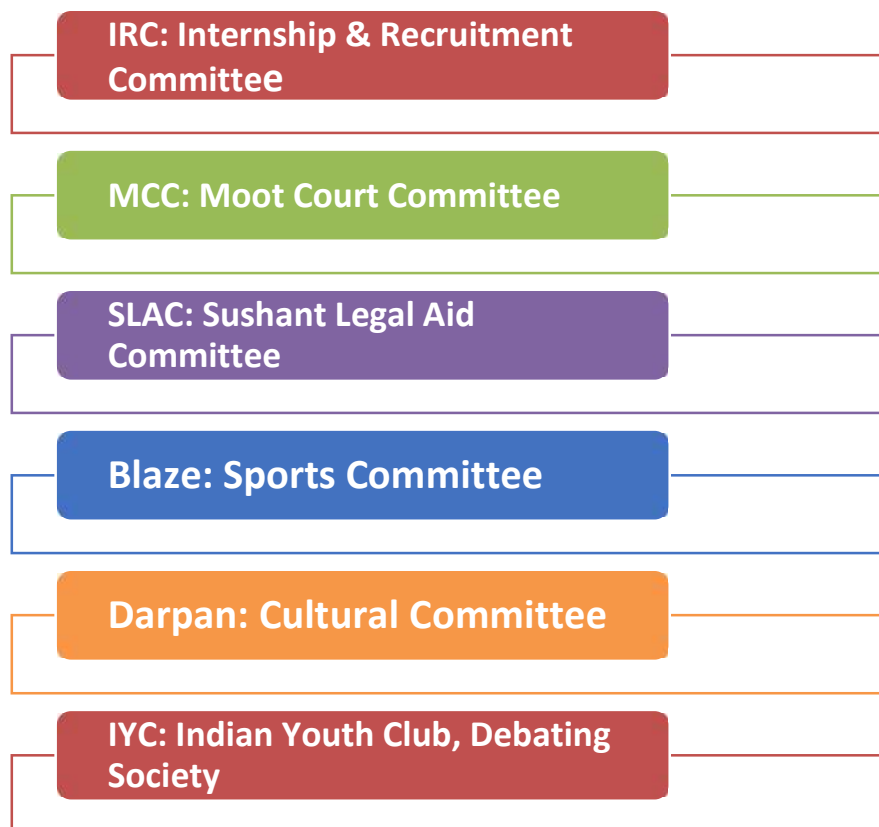 IRC: Internship & Recruitment
Committee
MCC: Moot Court Committee
SLAC: Sushant Legal Aid
Committee
Blaze: Sports Committee
Darpan: Cultural Committee
IYC: Indian Youth Club, Debating
Society